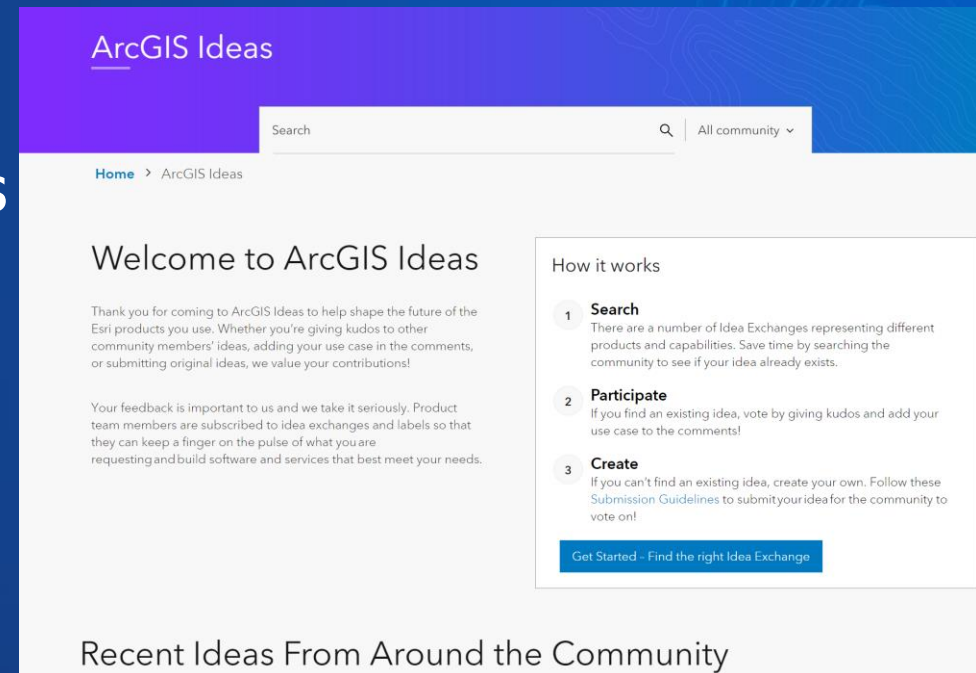 ArcGIS Ideas
Search
All community
s
Home > ArcGIS Ideas
Welcome to ArcGIS Ideas
Thank you for coming to ArcGIS Ideas to help shape the future of the
Esri products you use. Whether you're giving kudos to other
community members' ideas, adding your use case in the comments,
or submitting original ideas, we value your contributions!
Your feedback is important to us and we take it seriously. Product
team members are subscribed to idea exchanges and labels so that
they can keep a finger on the pulse of what you are
requesting and build software and services that best meet your needs.
How it works
1 Search
There are a number of Idea Exchanges representing different
products and capabilities. Save time by searching the
community to see if your idea already exists.
2 Participate
If you find an existing idea, vote by giving kudos and add your
use case to the comments!
3 Create
If you can't find an existing idea, create your own. Follow these
Submission Guidelines to submit your idea for the community to
vote on!
Get Started - Find the right Idea Exchange
Recent Ideas From Around the Community